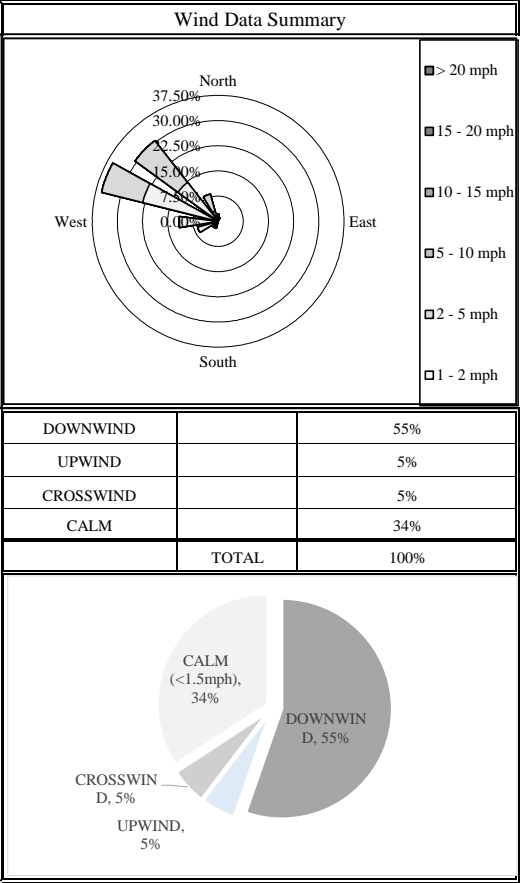 Wind Data Summary
North
37.50%
30.00%
22.50%
15.00%
7.50%
0.00%
West
East
South
> 20 mph
15 - 20 mph
10 - 15 mph
5 - 10 mph
2 - 5 mph
1 - 2 mph
DOWNWIND 55%
UPWIND 5%
CROSSWIND 5%
CALM 34%
TOTAL 100%
CALM
(<1.5mph),
34%
DOWNWIN
D, 55%
CROSSWIN
D, 5%
UPWIND,
5%